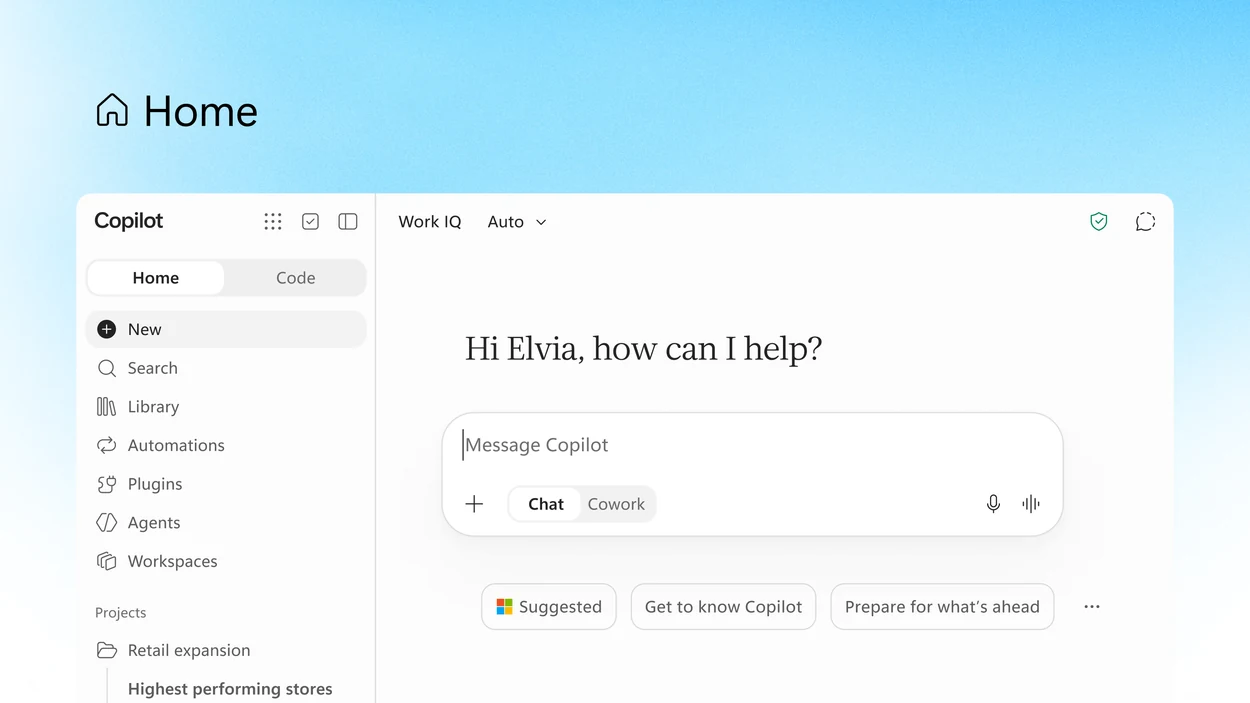 Home
Copilot
Work IQ Auto
Home Code
New
Search
Library
Automations
Plugins
Agents
Workspaces
Projects
Retail expansion
Highest performing stores
Hi Elvia, how can I help?
Message Copilot
Chat Cowork
Suggested Get to know Copilot Prepare for what’s ahead